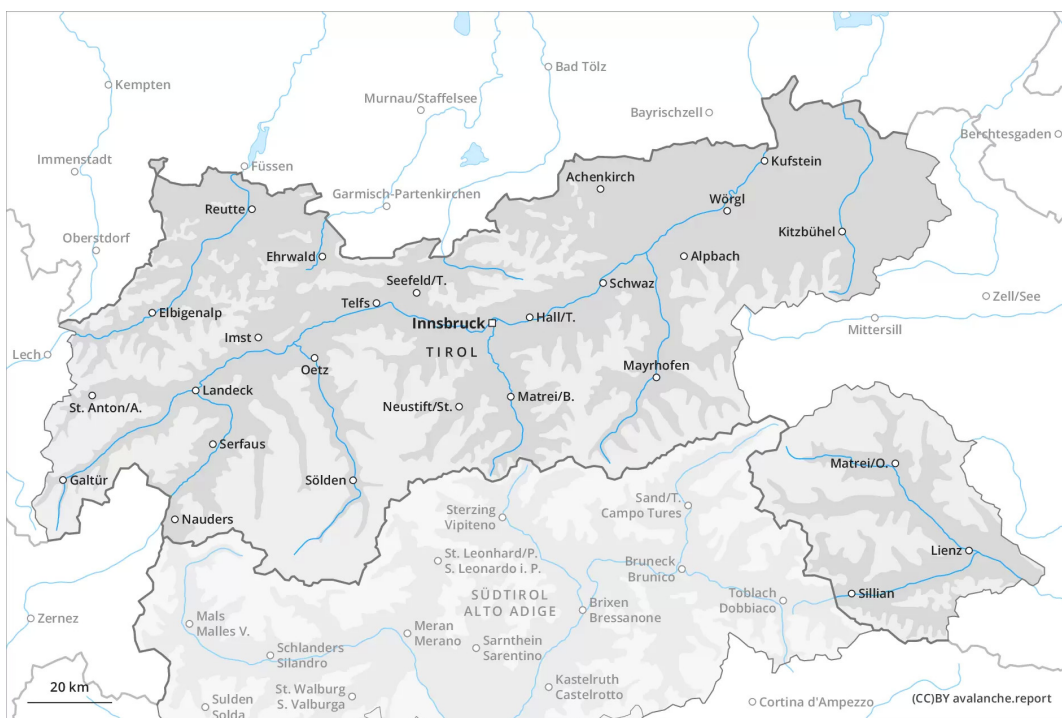 Kempten
Bad Tölz
Murnau/Staffelsee
Bayrischzell
Berchtesgaden
Immenstadt
Füssen
Kufstein
Achenkirch
Garmisch-Partenkirchen
Wörgl
Reutte
Kitzbühel
Oberstdorf
Ehrwald
Alpbach
Seefeld/T.
Schwaz
Zell/See
Telfs
Elbigenalp
Innsbruck
Hall/T.
Mittersill
Imst
TIROL
Lech
Oetz
Mayrhofen
Landeck
St. Anton/A.
Neustift/St.
Matrei/B.
Serfaus
Matrei/O.
Galtür
Sölden
Sand/T.
Campo Tures
Sterzing
Vipiteno
Nauders
Lienz
St. Leonhard/P.
S. Leonardo i. P.
Bruneck
Brunico
SÜDTIROL
ALTO ADIGE
Toblach
Dobbiaco
Sillian
Zernez
Mals
Malles V.
Brixen
Bressanone
Meran
Merano
Sarnthein
Sarentino
Schlanders
Silandro
Kastelruth
Castelrotto
20 km
St. Walburg
S. Valburga
Sulden
Solda
Cortina d'Ampezzo
(CC)BY avalanche.report